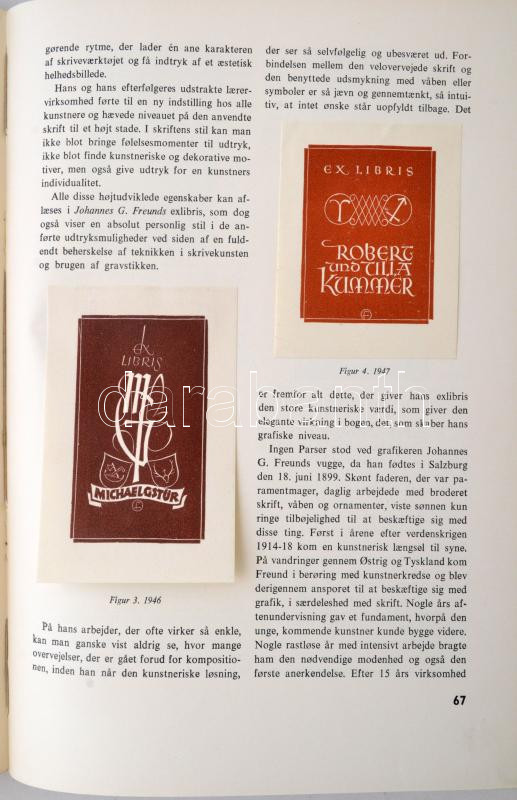 gørende rytme, der lader én ane karakteren
af skriveværktøjet og få indtryk af et æstetisk
helhedsbillede.
Hans og hans efterfølgeres udstrakte lærer-
virksomhed førte til en ny indstilling hos alle
kunstnere og hævede niveauet på den anvendte
skrift til et højt stade. I skriftens stil kan man
ikke blot bringe følelsesmomenter til udtryk,
ikke blot finde kunstneriske og dekorative mo-
tiver, men også give udtryk for en kunstners
individualitet.
Alle disse højtudviklede egenskaber kan af-
læses i Johannes G. Freunds exlibris, som dog
også viser en absolut personlig stil i de an-
førte udtryksmuligheder ved siden af en fuld-
endt beherskelse af teknikken i skrivekunsten
og brugen af gravstikken.
EX
LIBRIS
MICHAEL GSTÜR
Figur 3. 1946
På hans arbejder, der ofte virker så enkle,
kan man ganske vist aldrig se, hvor mange
overvejelser, der er gået forud for kompositio-
nen, inden han når den kunstneriske løsning,
der ser så selvfølgelig og ubesværet ud. For-
bindelsen mellem den velovervejede skrift og
den benyttede udsmykning med våben eller
symboler er så jævn og gennemtænkt, så intui-
tiv, at intet ønske står uopfyldt tilbage. Det
EX LIBRIS
ROBERT
und ULLA
KUMMER
Figur 4. 1947
er fremfor alt dette, der giver hans exlibris
den store kunstneriske værdi, som giver den
elegante virkning i bogen, det, som skaber hans
grafiske niveau.
Ingen Parser stod ved grafikeren Johannes
G. Freunds vugge, da han fødtes i Salzburg
den 18. juni 1899. Skønt faderen, der var pa-
ramentmager, daglig arbejdede med broderet
skrift, våben og ornamenter, viste sønnen kun
ringe tilbøjelighed til at beskæftige sig med
disse ting. Først i årene efter verdenskrigen
1914-18 kom en kunstnerisk længsel til syne.
På vandringer gennem Østrig og Tyskland kom
Freund i berøring med kunstnerkredse og blev
derigennem ansporet til at beskæftige sig med
grafik, i særdeleshed med skrift. Nogle års af-
tenundervisning gav et fundament, hvorpå den
unge, kommende kunstner kunde bygge videre.
Nogle rastløse år med intensivt arbejde bragte
ham den nødvendige modenhed og også den
første anerkendelse. Efter 15 års virksomhed
67
darabanth.com